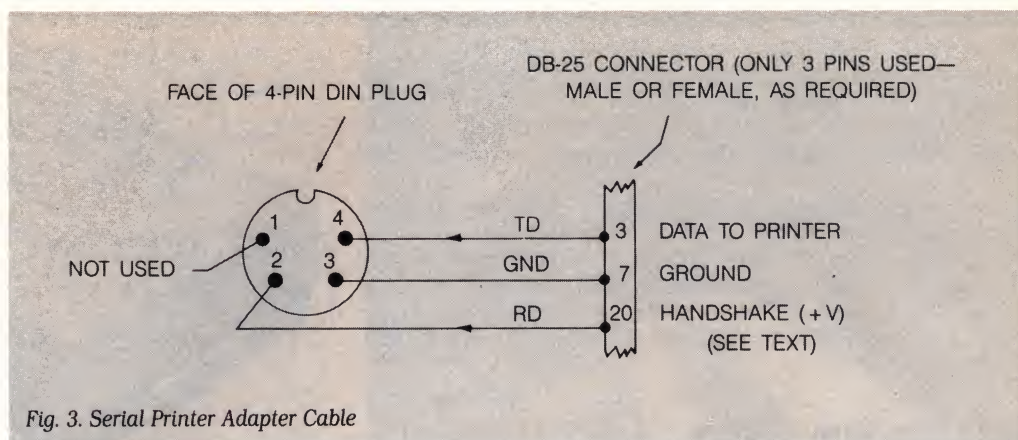 DB-25 CONNECTOR (ONLY 3 PINS USED—
MALE OR FEMALE, AS REQUIRED)
FACE OF 4-PIN DIN PLUG
1
4
2
3
NOT USED
TD
3
DATA TO PRINTER
GND
7
GROUND
RD
20
HANDSHAKE (+V)
(SEE TEXT)
Fig. 3. Serial Printer Adapter Cable